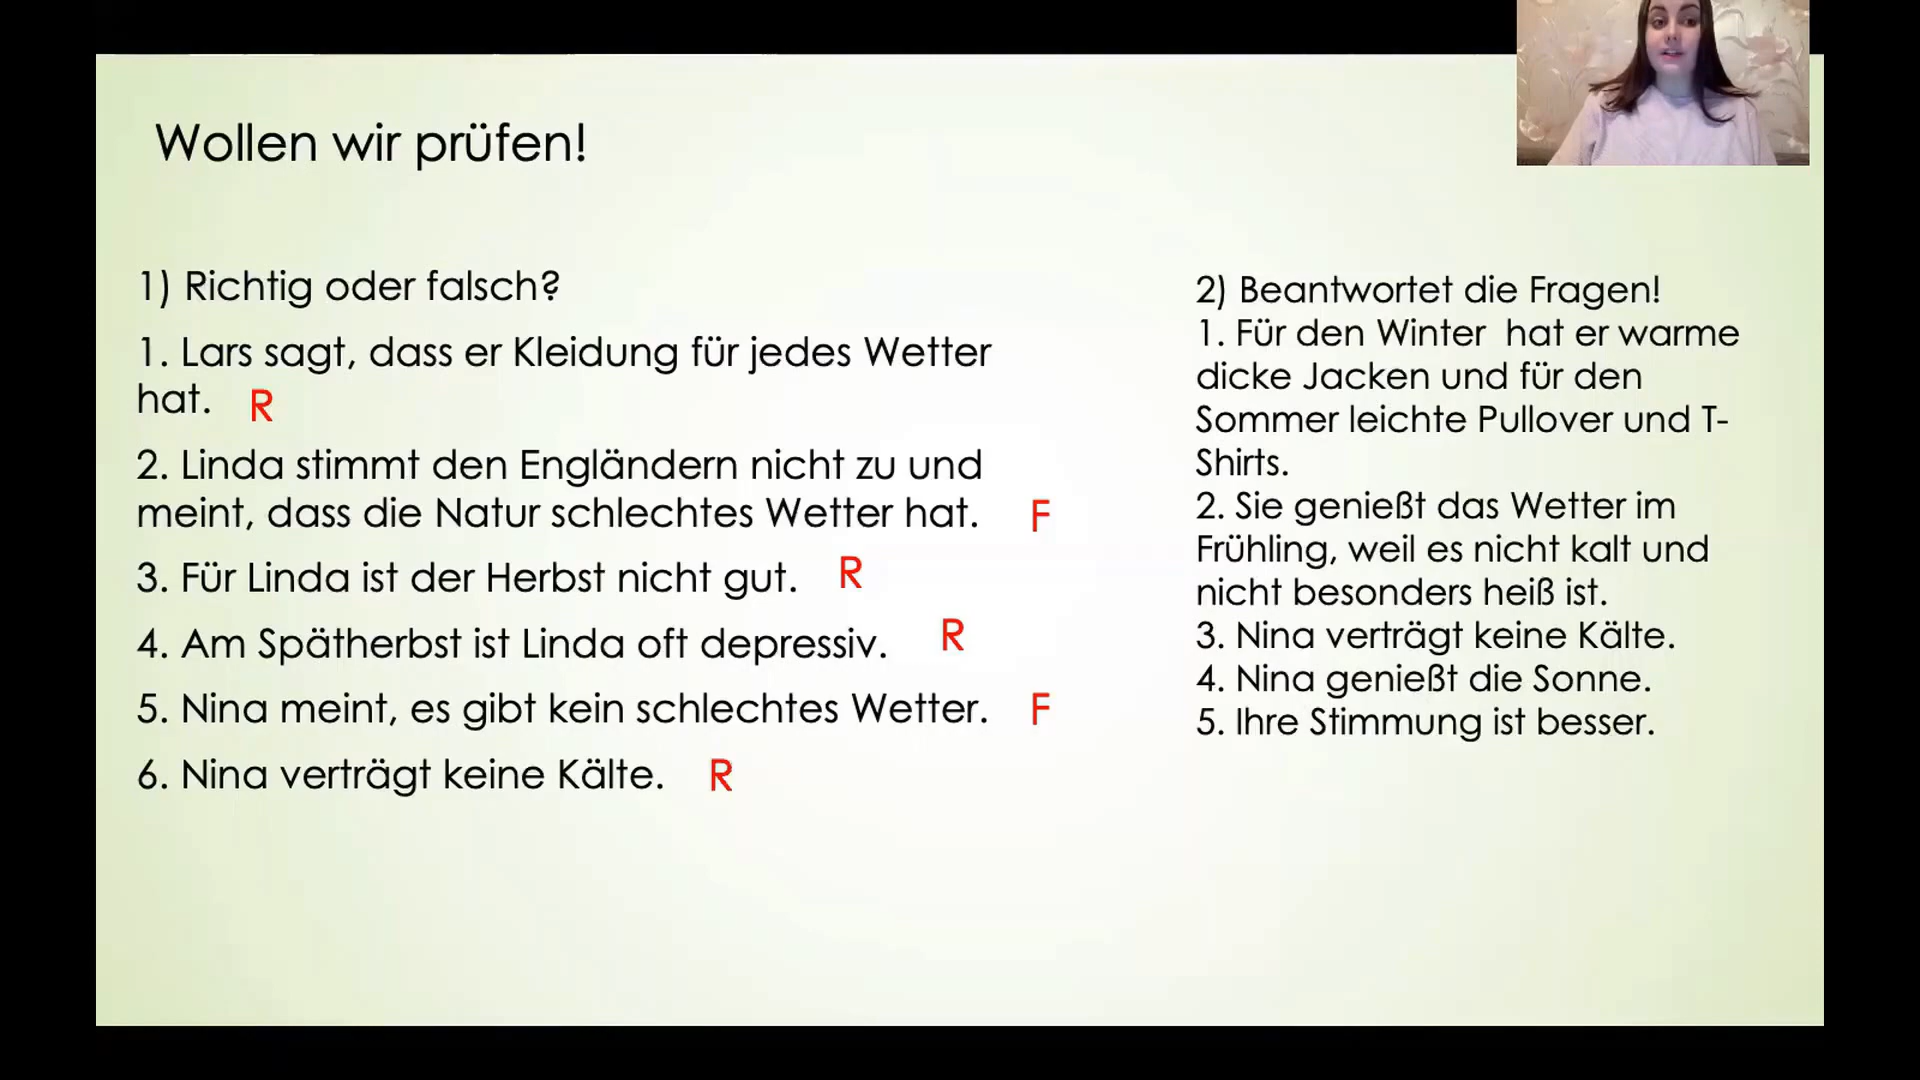 Wollen wir prüfen!
1) Richtig oder falsch?
1. Lars sagt, dass er Kleidung für jedes Wetter
hat. R
2. Linda stimmt den Engländern nicht zu und
meint, dass die Natur schlechtes Wetter hat. F
3. Für Linda ist der Herbst nicht gut. R
4. Am Spätherbst ist Linda oft depressiv. R
5. Nina meint, es gibt kein schlechtes Wetter. F
6. Nina verträgt keine Kälte. R
2) Beantwortet die Fragen!
1. Für den Winter hat er warme
dicke Jacken und für den
Sommer leichte Pullover und T-
Shirts.
2. Sie genießt das Wetter im
Frühling, weil es nicht kalt und
nicht besonders heiß ist.
3. Nina verträgt keine Kälte.
4. Nina genießt die Sonne.
5. Ihre Stimmung ist besser.